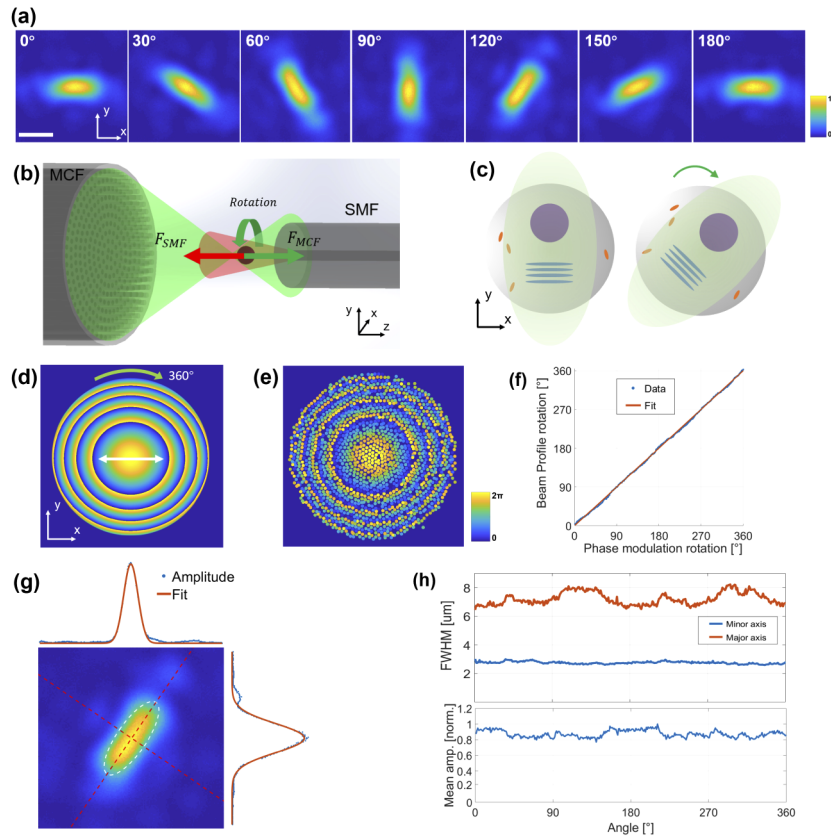 (a)
0°
30°
60°
90°
120°
150°
180°
y
x
1
0
(b)
MCF
Rotation
SMF
F_SMF
F_MCF
y
x
z
(c)
y
x
(d)
360°
y
x
(e)
2π
0
(f)
360
270
180
90
0
Data
Fit
Beam Profile rotation [°]
0 90 180 270 360
Phase modulation rotation [°]
(g)
Amplitude
Fit
(h)
8
6
4
2
FWHM [um]
Minor axis
Major axis
1.2
1
0.8
0.6
0.4
0.2
0
Mean amp. [norm.]
0 90 180 270 360
Angle [°]